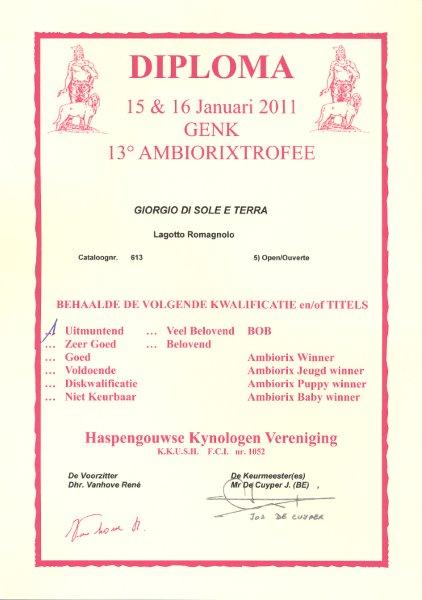 DIPLOMA
15 & 16 Januari 2011
GENK
13° AMBIORIXTROFEE
GIORGIO DI SOLE E TERRA
Lagotto Romagnolo
Cataloognr. 613 5) Open/Ouverte
BEHAALDE DE VOLGENDE KWALIFICATIE en/of TITELS
1 Uitmuntend ... Veel Belovend BOB
... Zeer Goed ... Belovend
... Goed Ambiorix Winner
... Voldoende Ambiorix Jeugd winner
... Diskwalificatie Ambiorix Puppy winner
... Niet Keurbaar Ambiorix Baby winner
Haspengouwse Kynologen Vereniging
K.K.U.S.H. F.C.I. nr. 1052
De Voorzitter De Keurmeester(es)
Dhr. Vanhove René Mr De Cuyper J. (BE) ,
JOZ DE CUYPER